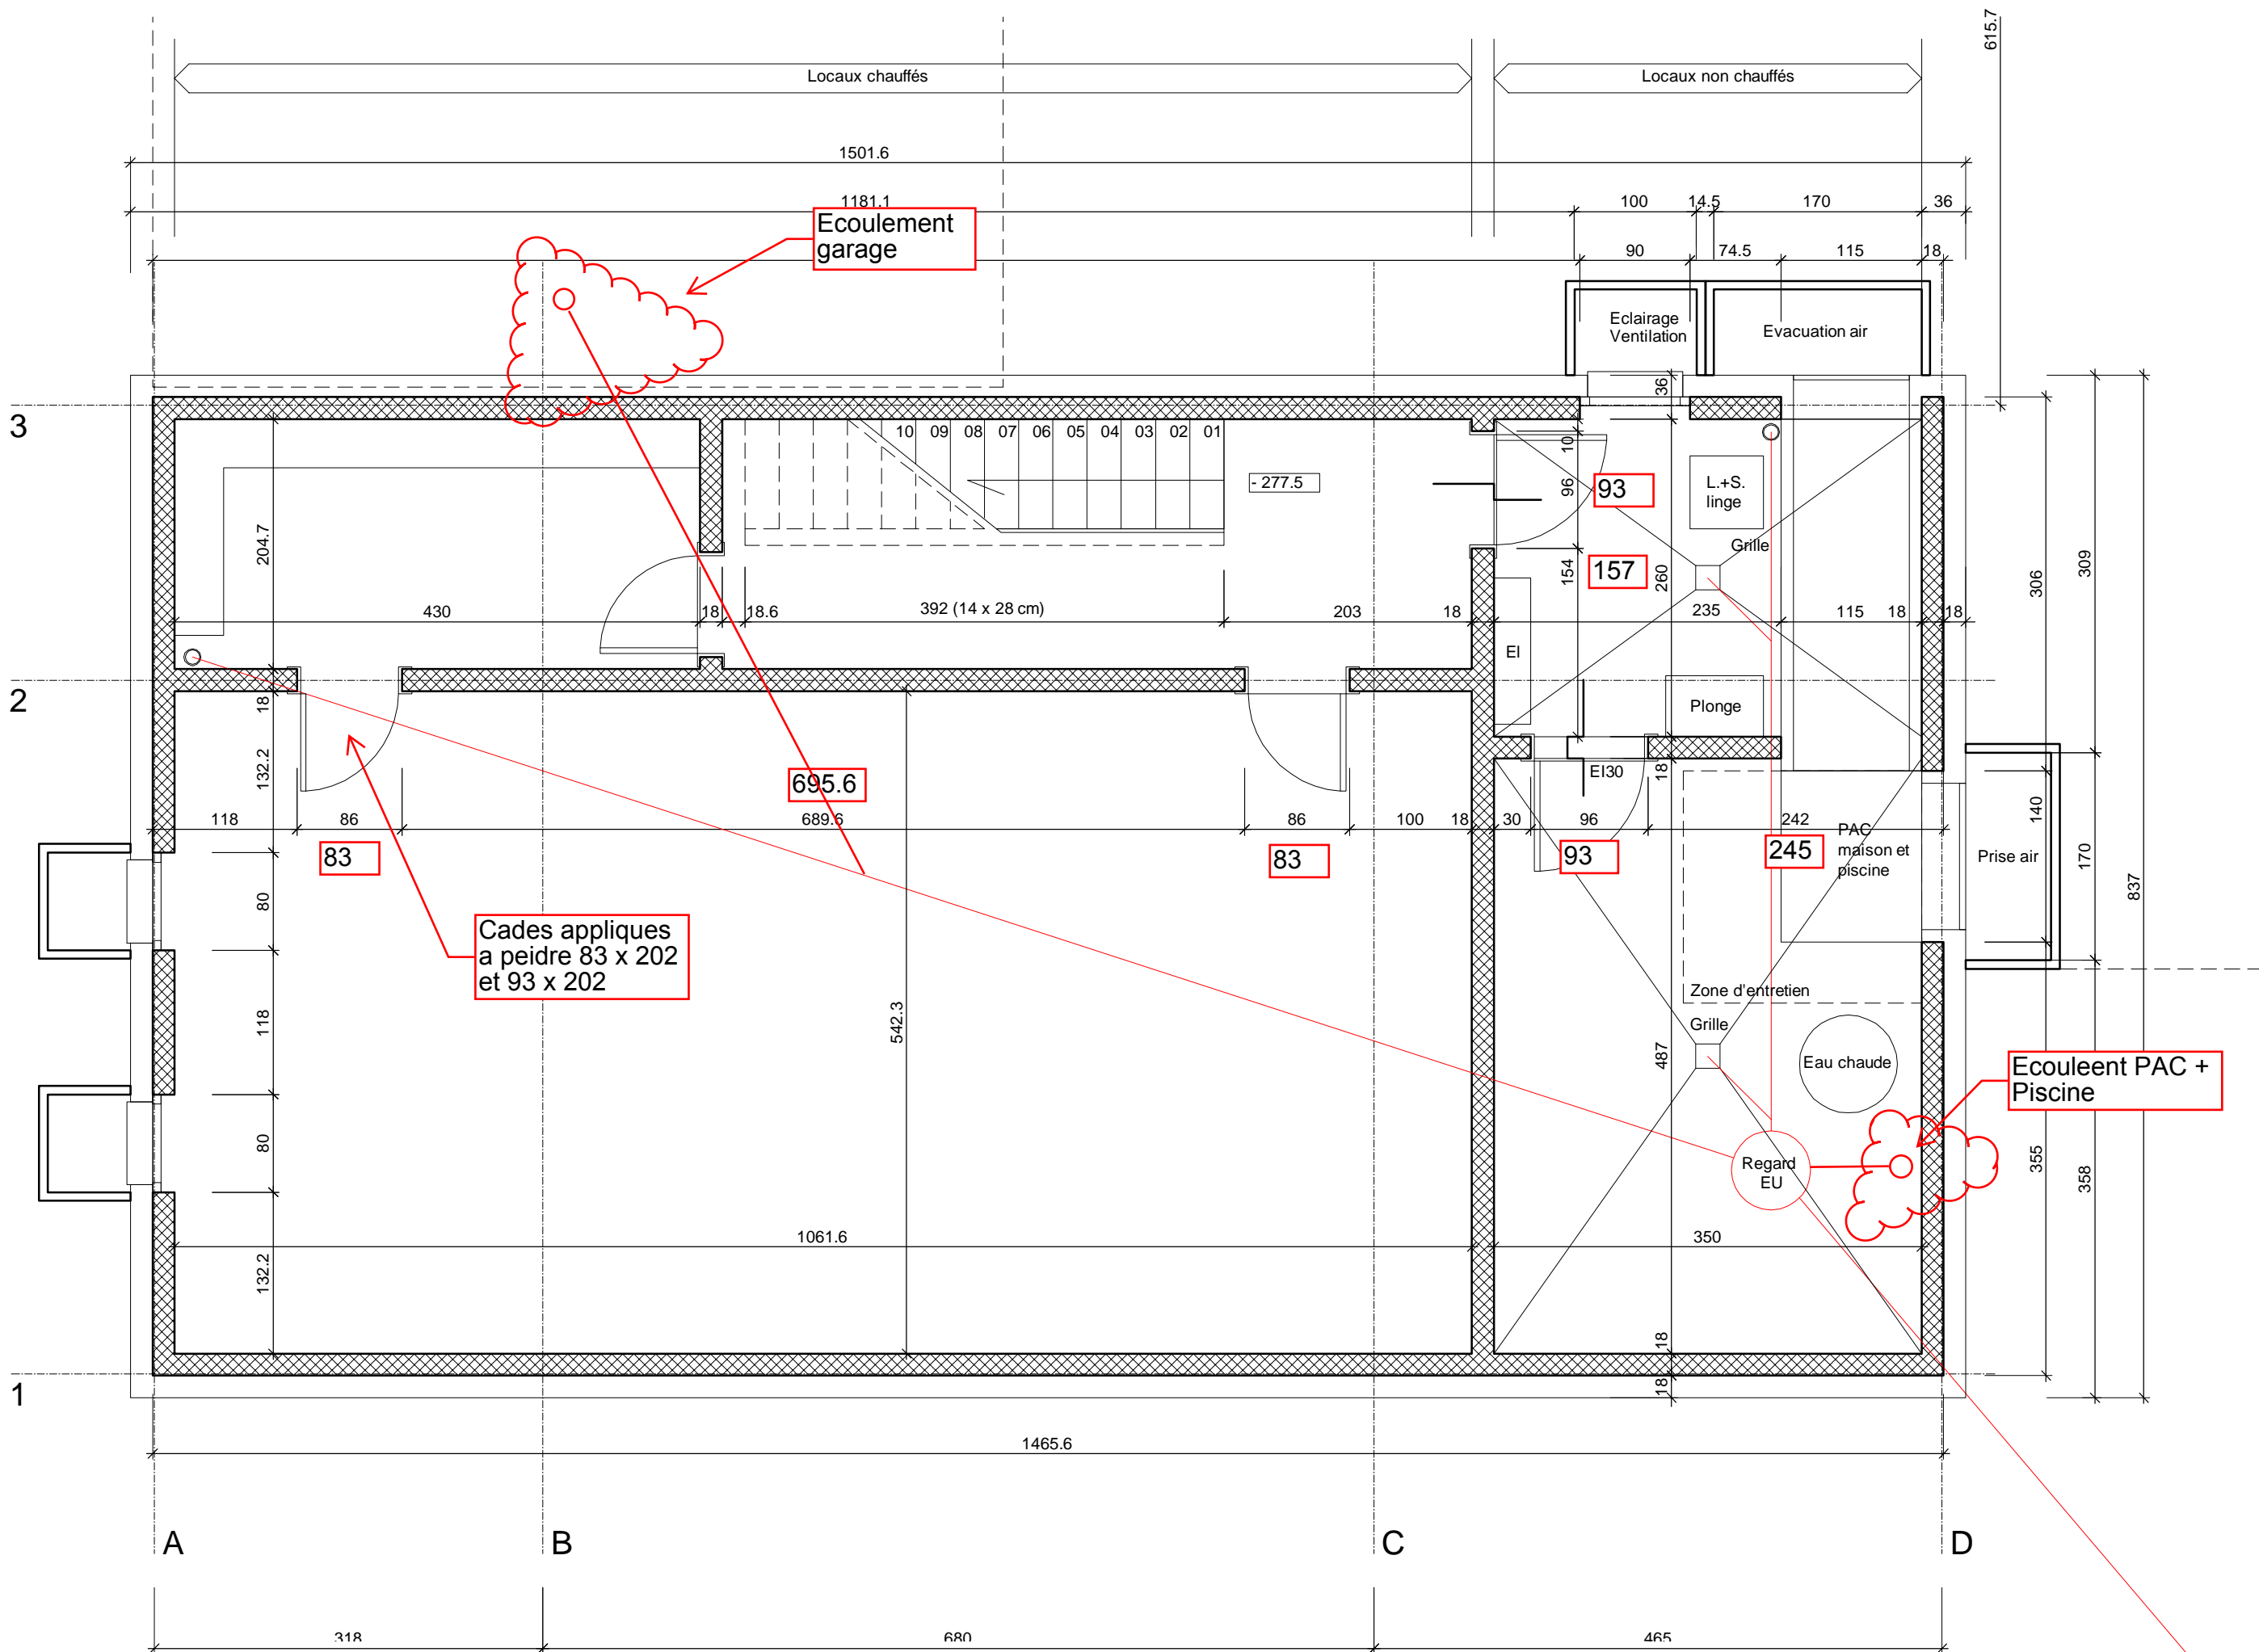 615.7
Locaux chauffés
Locaux non chauffés
1501.6
1181.1
100
14.5
170
36
Ecoulement
garage
90
74.5
115
18
Eclairage
Ventilation
Evacuation air
36
3
10
09
08
07
06
05
04
03
02
01
10
- 277.5
96
93
L.+S.
linge
Grille
204.7
154
157
260
309
306
430
18
18.6
392 (14 x 28 cm)
203
18
235
115
18
18
EI
2
18
Plonge
132.2
EI30
18
695.6
140
118
86
689.6
86
100
18
30
96
242
83
83
93
245
PAC
maison et
piscine
Prise air
170
837
80
Cades appliques
a peidre 83 x 202
et 93 x 202
Zone d'entretien
118
542.3
Grille
487
Eau chaude
Ecouleent PAC +
Piscine
80
Regard
EU
355
358
1061.6
350
132.2
18
18
1
1465.6
A
B
C
D
318
680
465